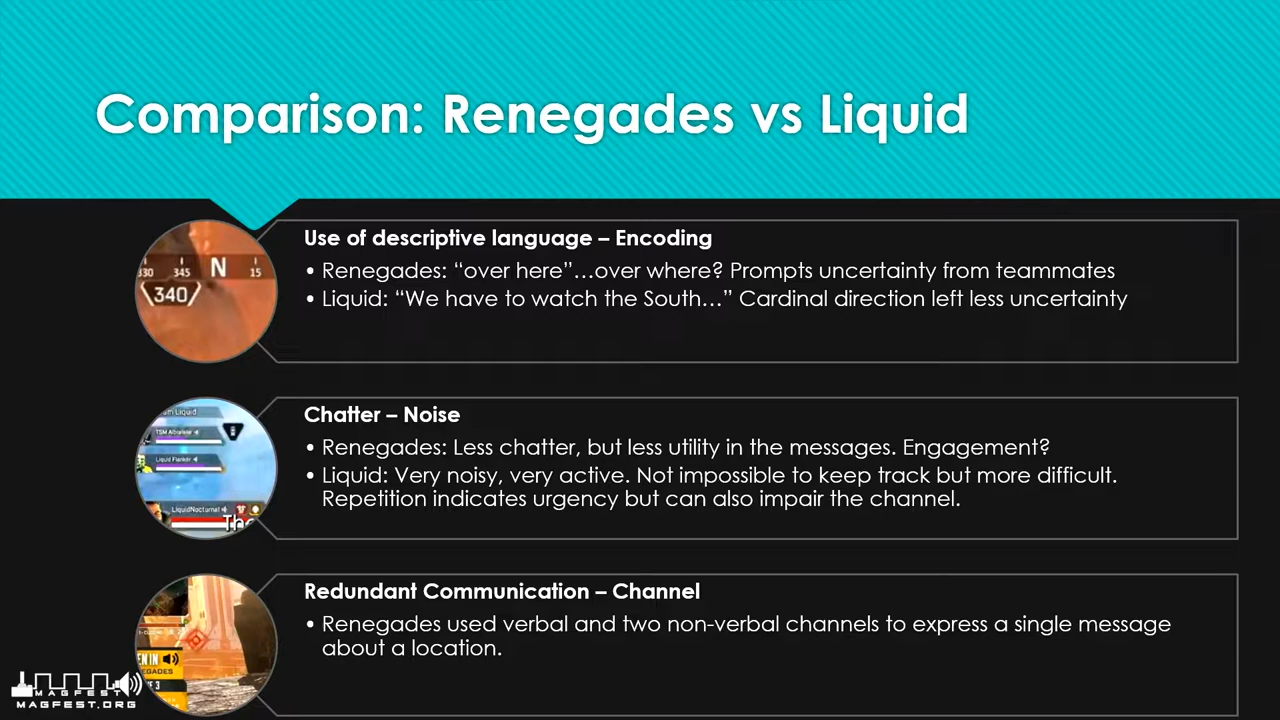 Comparison: Renegades vs Liquid
330 345 N 15
340
Use of descriptive language – Encoding
• Renegades: “over here”…over where? Prompts uncertainty from teammates
• Liquid: “We have to watch the South…” Cardinal direction left less uncertainty
Liquid
TSM Albralelie
Liquid Flanker
LiquidNocturnal
The
Chatter – Noise
• Renegades: Less chatter, but less utility in the messages. Engagement?
• Liquid: Very noisy, very active. Not impossible to keep track but more difficult.
Repetition indicates urgency but can also impair the channel.
Redundant Communication – Channel
• Renegades used verbal and two non-verbal channels to express a single message
about a location.
MAGFEST
MAGFEST.ORG